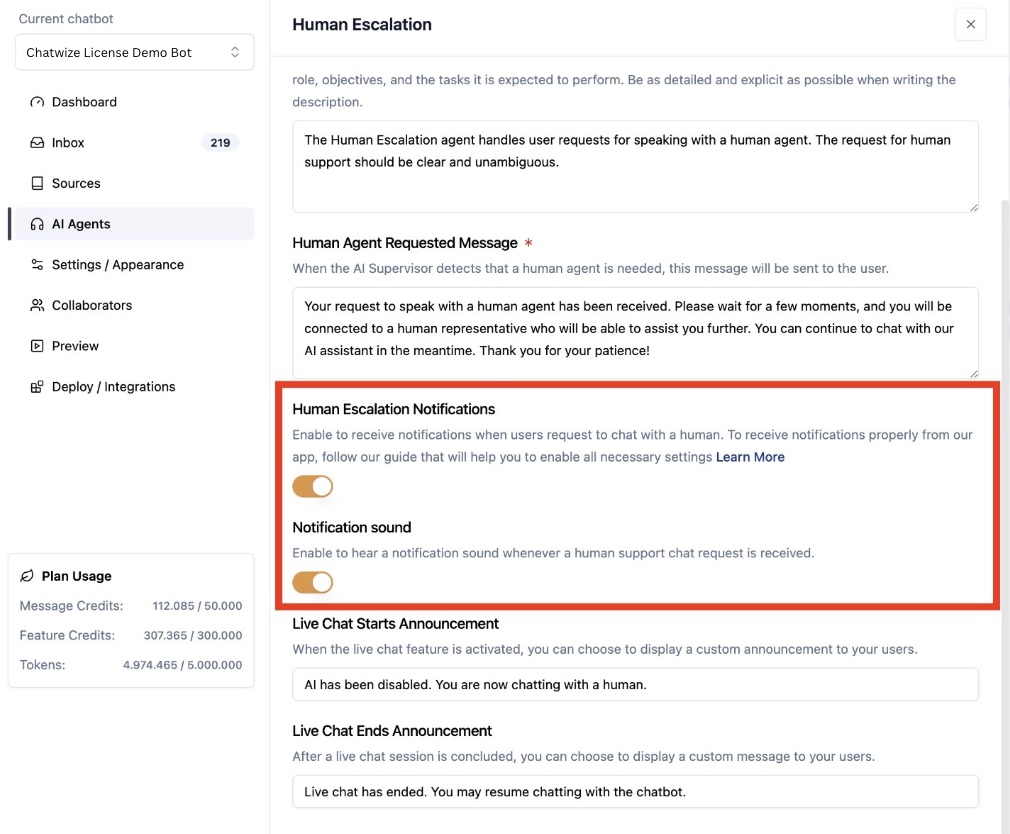 Current chatbot
Chatwize License Demo Bot
Dashboard
Inbox
219
Sources
AI Agents
Settings / Appearance
Collaborators
Preview
Deploy / Integrations
Plan Usage
Message Credits: 112.085 / 50.000
Feature Credits: 307.365 / 300.000
Tokens: 4.974.465 / 5.000.000
Human Escalation
role, objectives, and the tasks it is expected to perform. Be as detailed and explicit as possible when writing the
description.
The Human Escalation agent handles user requests for speaking with a human agent. The request for human
support should be clear and unambiguous.
Human Agent Requested Message *
When the AI Supervisor detects that a human agent is needed, this message will be sent to the user.
Your request to speak with a human agent has been received. Please wait for a few moments, and you will be
connected to a human representative who will be able to assist you further. You can continue to chat with our
AI assistant in the meantime. Thank you for your patience!
Human Escalation Notifications
Enable to receive notifications when users request to chat with a human. To receive notifications properly from our
app, follow our guide that will help you to enable all necessary settings Learn More
Notification sound
Enable to hear a notification sound whenever a human support chat request is received.
Live Chat Starts Announcement
When the live chat feature is activated, you can choose to display a custom announcement to your users.
AI has been disabled. You are now chatting with a human.
Live Chat Ends Announcement
After a live chat session is concluded, you can choose to display a custom message to your users.
Live chat has ended. You may resume chatting with the chatbot.